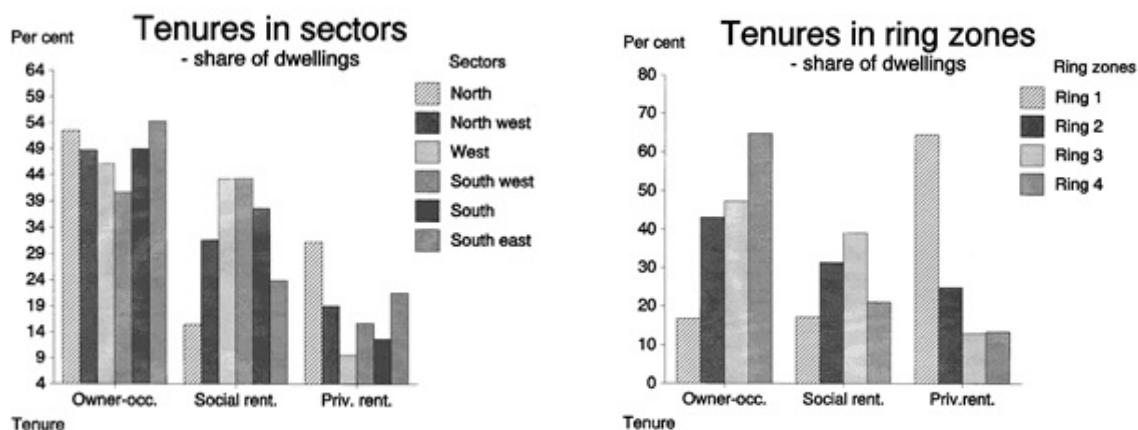 Tenures in sectors
- share of dwellings
Per cent
64
59
54
49
44
39
34
29
24
19
14
9
4
Owner-occ. Social rent. Priv. rent.
Tenure
Sectors
North
North west
West
South west
South
South east
Tenures in ring zones
- share of dwellings
Per cent
80
70
60
50
40
30
20
10
0
Owner-occ. Social rent. Priv.rent.
Tenure
Ring zones
Ring 1
Ring 2
Ring 3
Ring 4